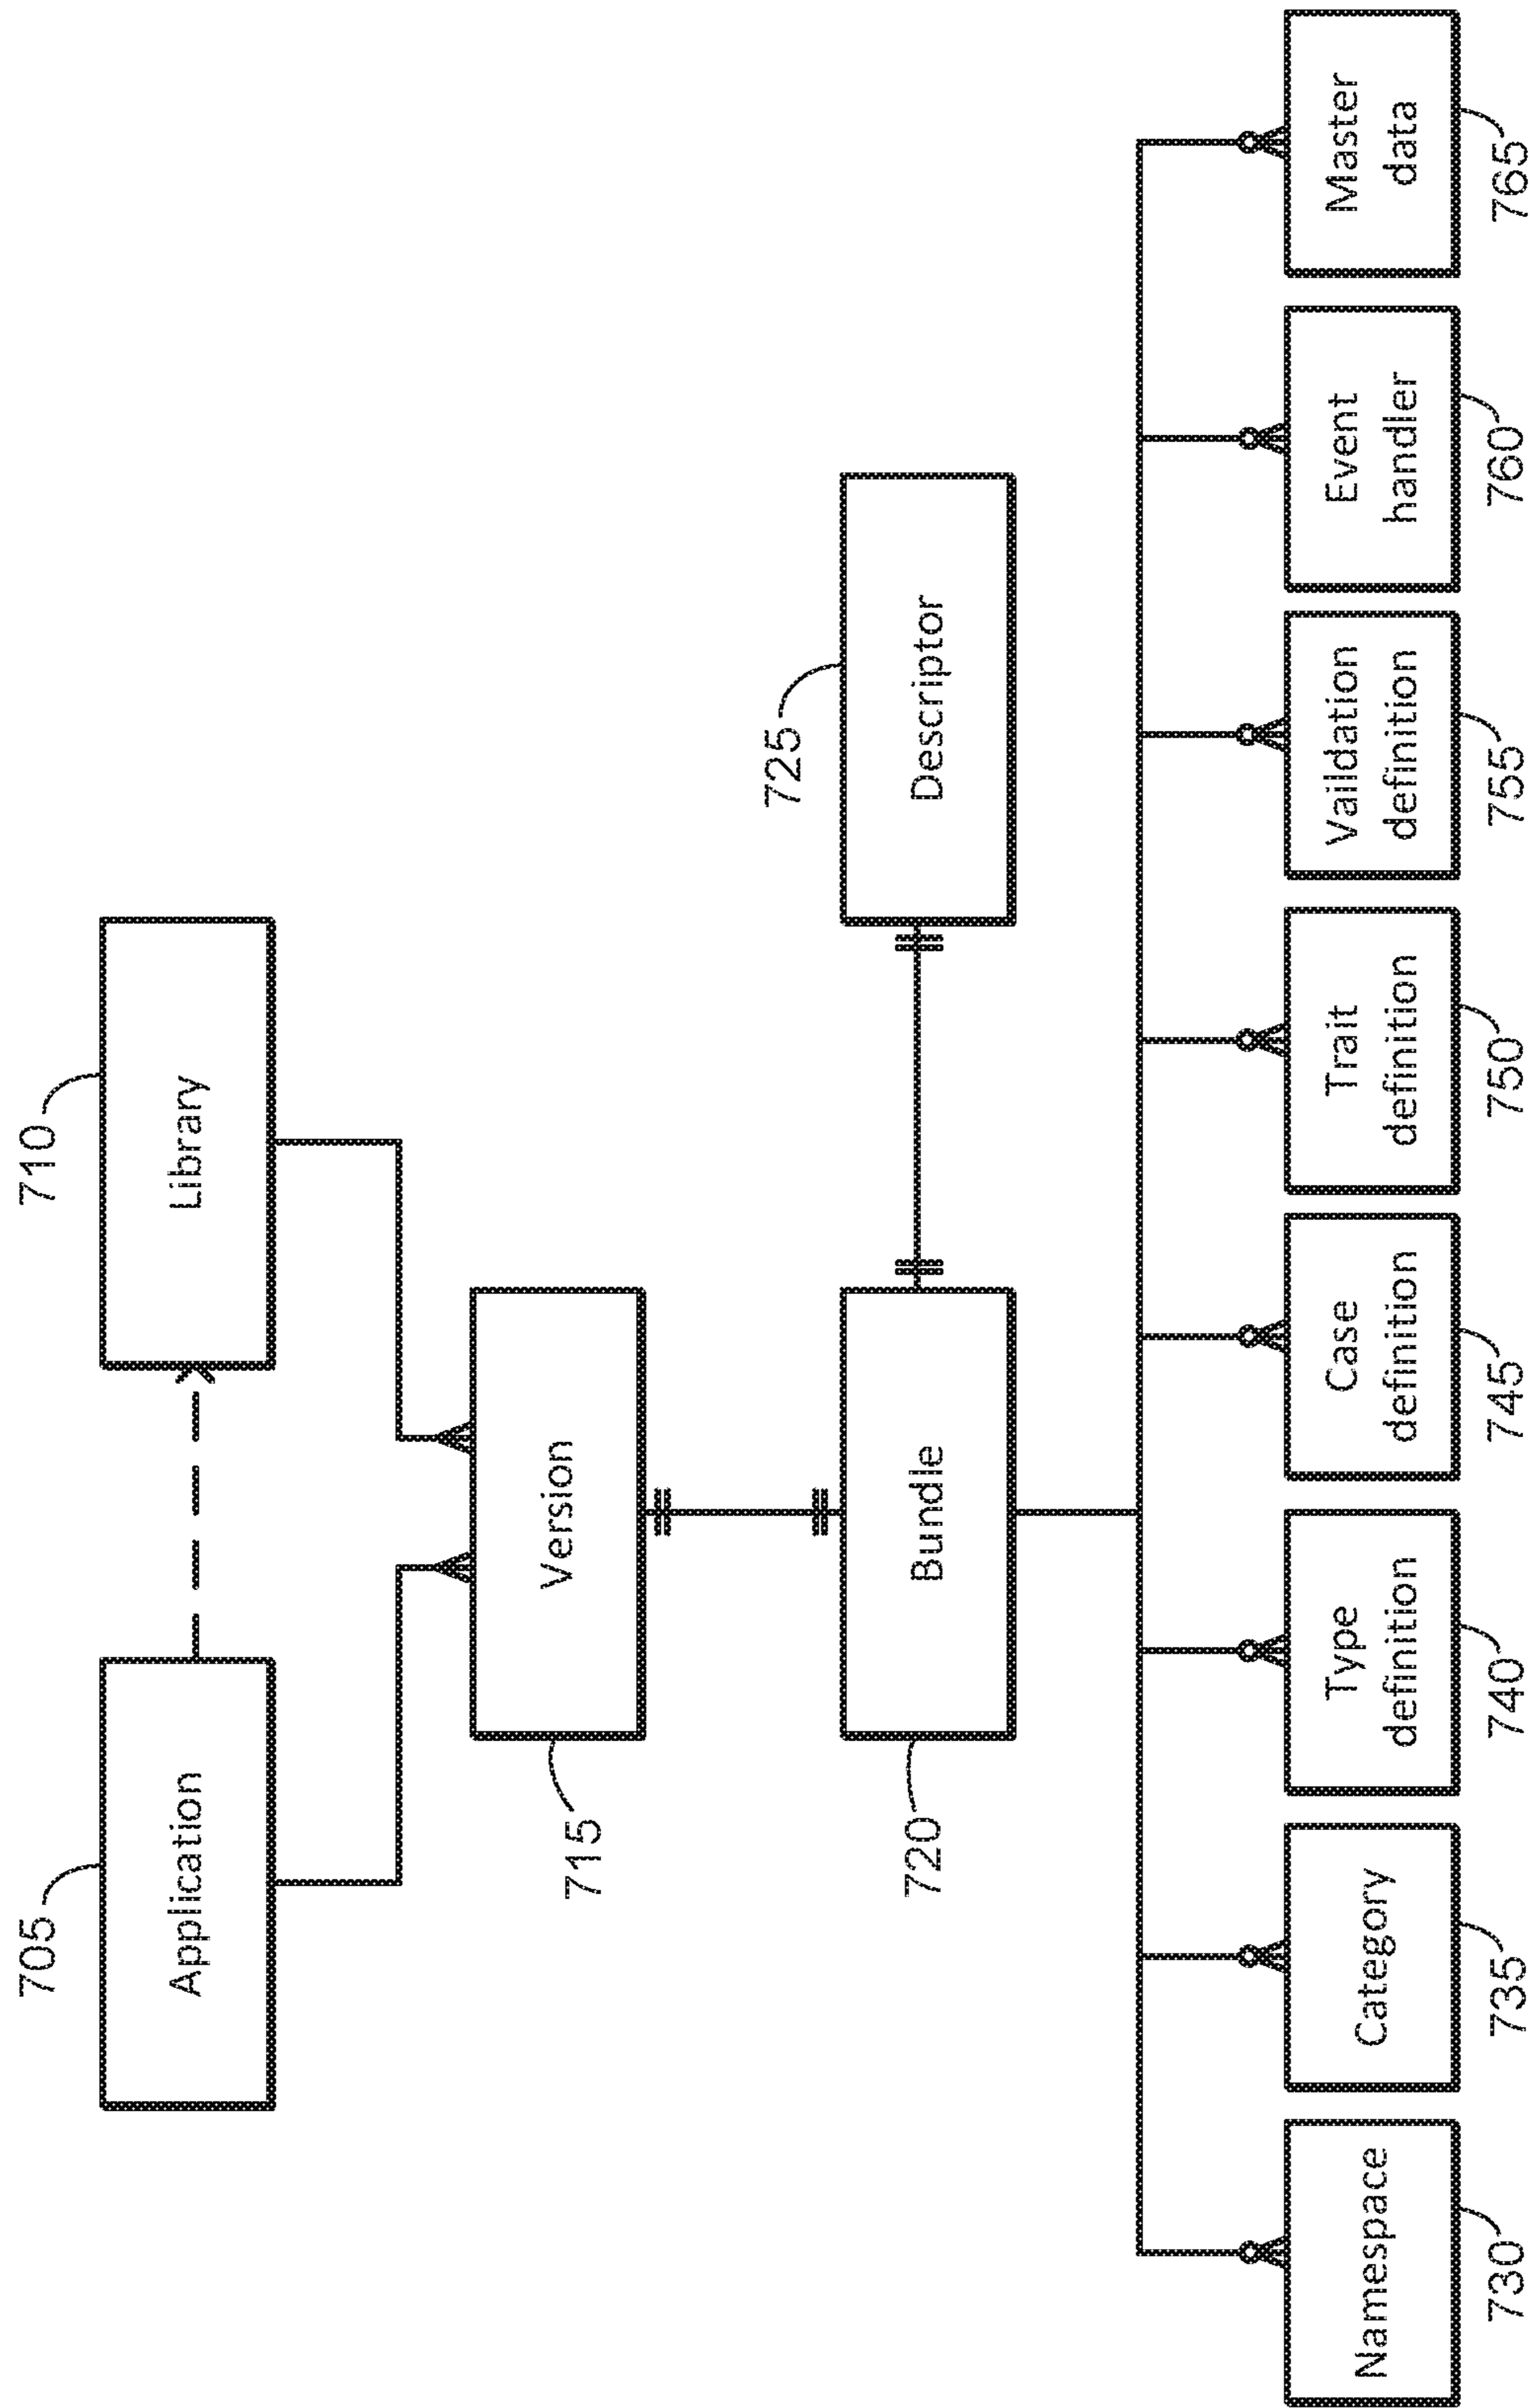 705
Application
710
Library
715
Version
725
Descriptor
720
Bundle
Namespace
730
Category
735
Type
definition
740
Case
definition
745
Trait
definition
750
Vaildation
definition
755
Event
handler
760
Master
data
765